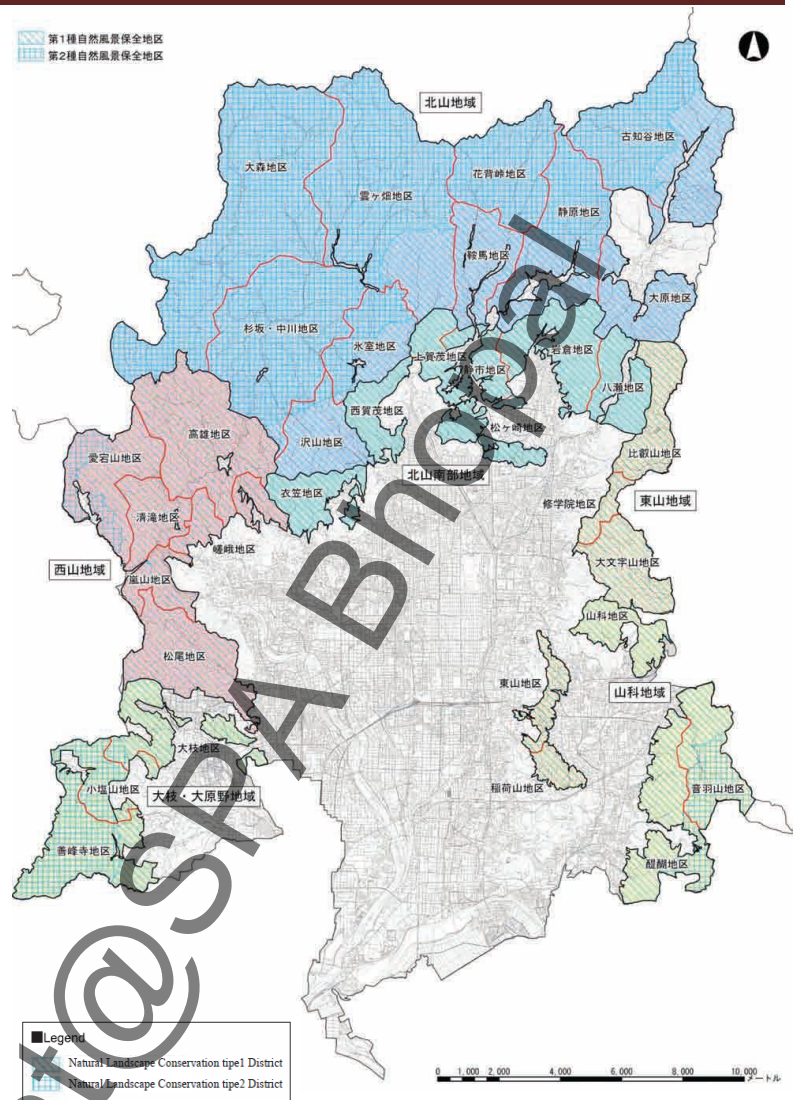 第1種自然風景保全地区
第2種自然風景保全地区
北山地域
古知谷地区
大森地区
花背峠地区
雲ヶ畑地区
静原地区
鞍馬地区
大原地区
杉坂・中川地区
氷室地区
上賀茂地区
静市地区
岩倉地区
八瀬地区
西賀茂地区
高雄地区
沢山地区
松ヶ崎地区
比叡山地区
愛宕山地区
北山南部地域
衣笠地区
修学院地区
東山地域
清滝地区
嵯峨地区
大文字山地区
西山地域
嵐山地区
山科地区
松尾地区
東山地区
山科地域
大枝地区
小塩山地区
大枝・大原野地域
稲荷山地区
音羽山地区
善峰寺地区
醍醐地区
@SPA Bhopal
■Legend
Natural Landscape Conservation tipe1 District
Natural Landscape Conservation tipe2 District
0 1,000 2,000 4,000 6,000 8,000 10,000
メートル